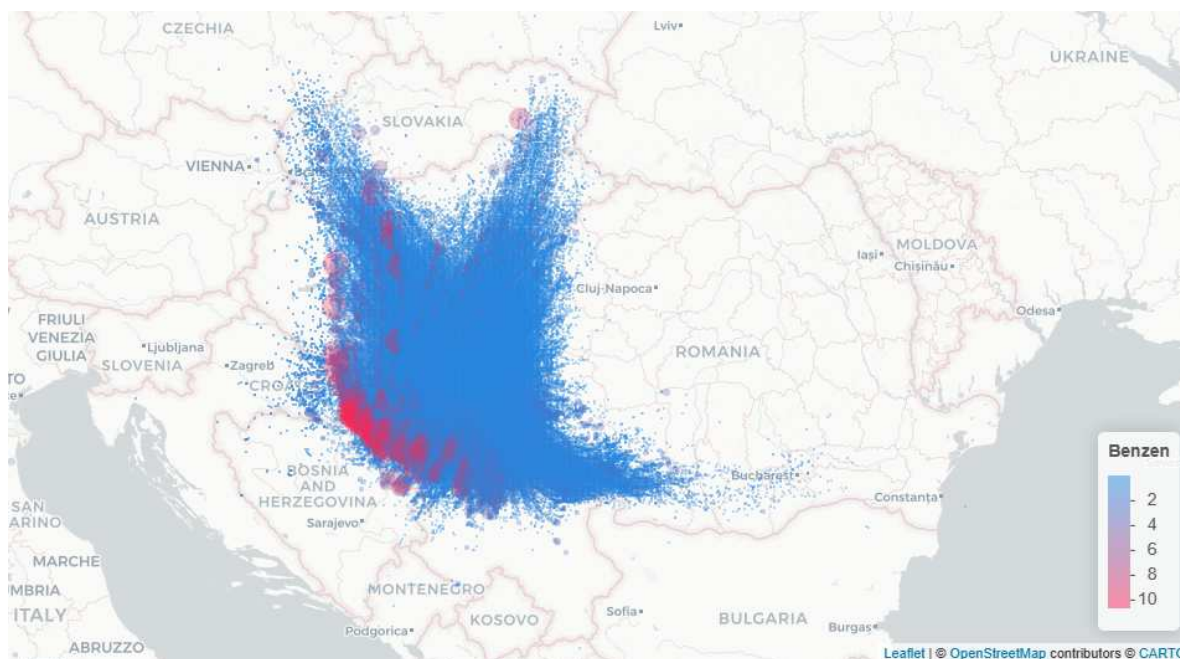 CZECHIA
Lviv
UKRAINE
SLOVAKIA
VIENNA
AUSTRIA
MOLDOVA
Iași
Chișinău
Cluj-Napoca
Odesa
FRIULI
VENEZIA
GIULIA
Ljubljana
SLOVENIA
Zagreb
ROMANIA
TO
BOSNIA
AND
HERZEGOVINA
Sarajevo
Bucharest
Constanța
SAN
ARINO
MARCHE
MBRIA
ITALY
ABRUZZO
MONTENEGRO
Podgorica
KOSOVO
Sofia
BULGARIA
Burgas
Benzen
2
4
6
8
10
Leaflet | © OpenStreetMap contributors © CARTO